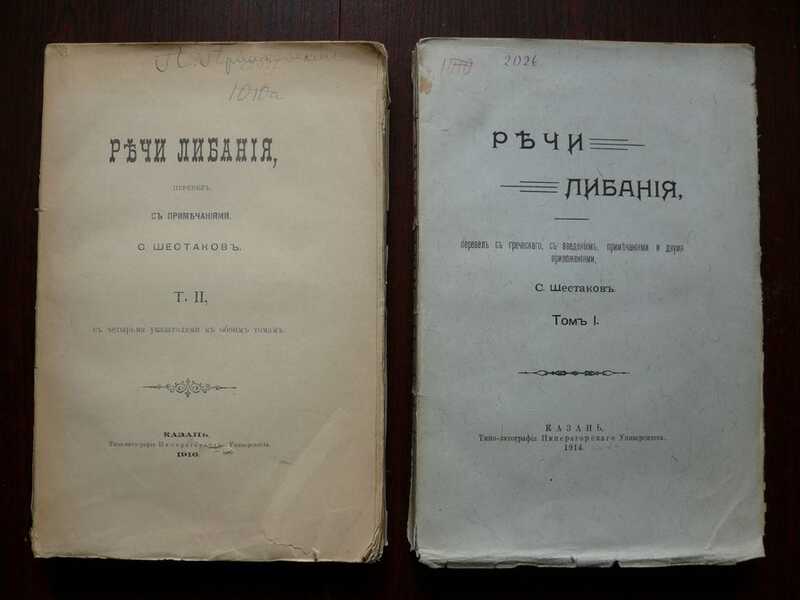 1010а
РѢЧИ ЛИБАНІЯ,
ПЕРЕВЕЛЪ
СЪ ПРИМѢЧАНІЯМИ
С. ШЕСТАКОВЪ.
Т. II,
съ четырьмя указателями къ обоимъ томамъ.
КАЗАНЬ.
Типо-литографія Императорскаго Университета.
1916
1010
2026
РѢЧИ
ЛИБАНІЯ,
перевелъ съ греческаго, съ введеніемъ, примѣчаніями и двумя
приложеніями,
С. Шестаковъ.
Томъ I.
КАЗАНЬ.
Типо-литографія Императорскаго Университета.
1914.